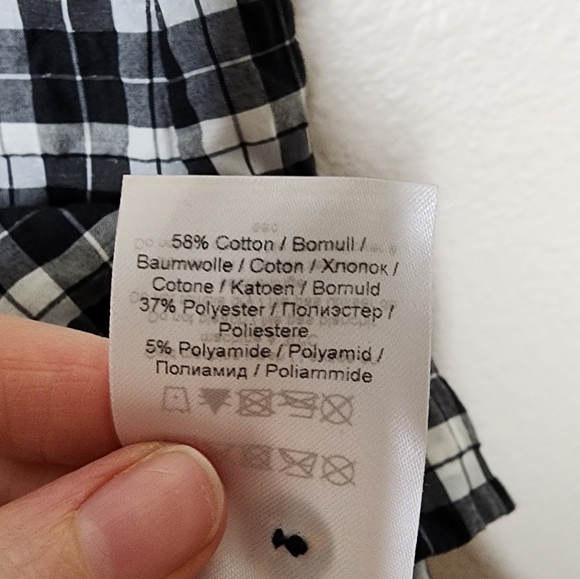 58% Cotton / Bomull /
Baumwolle / Coton / Хлопок /
Cotone / Katoen / Bomuld
37% Polyester / Полиэстер /
Poliestere
5% Polyamide / Polyamid /
Полиамид / Poliammide